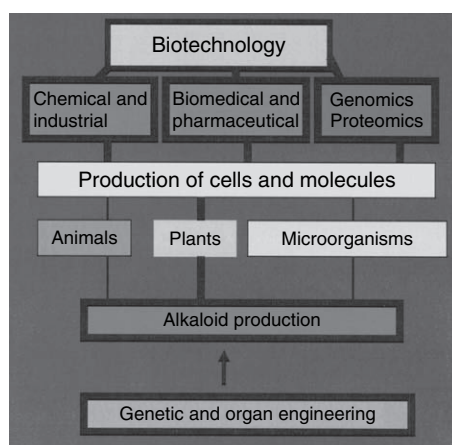 Biotechnology
Chemical and
industrial
Biomedical and
pharmaceutical
Genomics
Proteomics
Production of cells and molecules
Animals
Plants
Microorganisms
Alkaloid production
Genetic and organ engineering